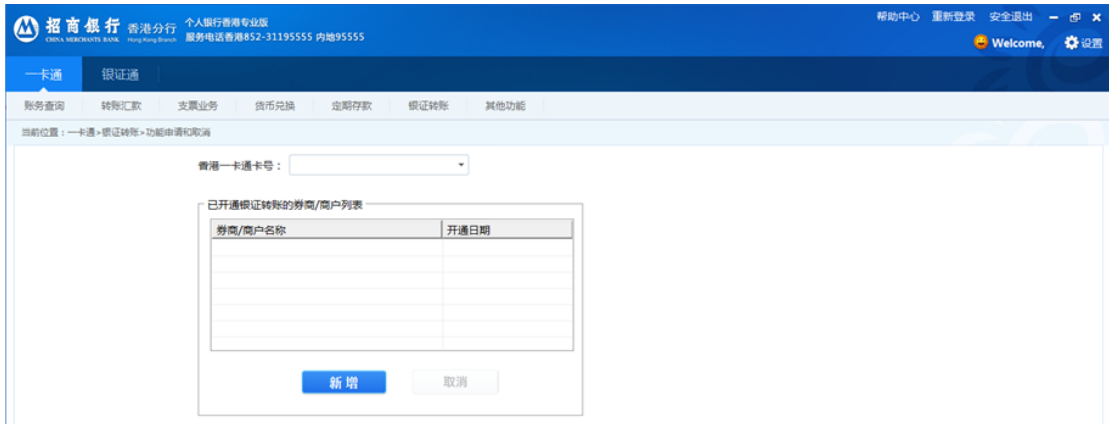 招商银行 香港分行 个人银行香港专业版
CHINA MERCHANTS BANK Hong Kong Branch 服务电话香港852-31195555 内地95555
帮助中心 重新登录 安全退出
Welcome, 设置
一卡通 银证通
账务查询 转账汇款 支票业务 货币兑换 定期存款 银证转账 其他功能
当前位置：一卡通>银证转账>功能申请和取消
香港一卡通卡号：
已开通银证转账的券商/商户列表
券商/商户名称 开通日期
新增 取消